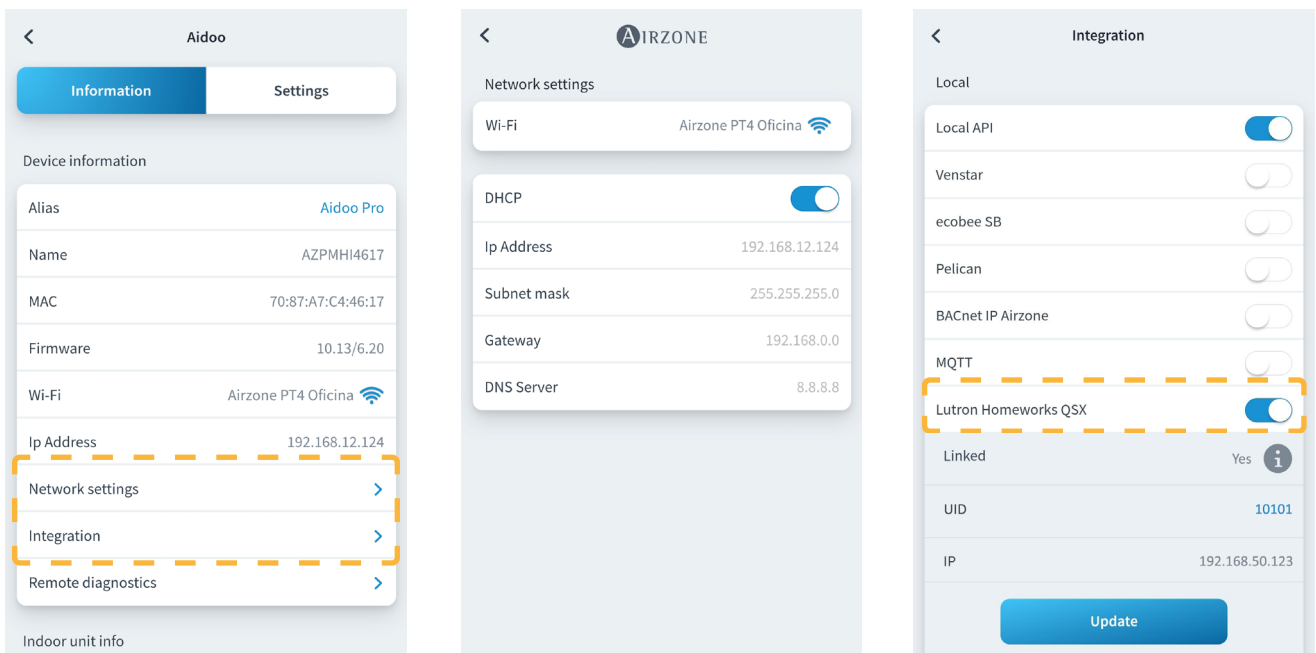 Aidoo
Information Settings
Device information
Alias Aidoo Pro
Name AZPMHI4617
MAC 70:87:A7:C4:46:17
Firmware 10.13/6.20
Wi-Fi Airzone PT4 Oficina
Ip Address 192.168.12.124
Network settings
Integration
Remote diagnostics
Indoor unit info
AIRZONE
Network settings
Wi-Fi Airzone PT4 Oficina
DHCP
Ip Address 192.168.12.124
Subnet mask 255.255.255.0
Gateway 192.168.0.0
DNS Server 8.8.8.8
Integration
Local
Local API
Venstar
ecobee SB
Pelican
BACnet IP Airzone
MQTT
Lutron Homeworks QSX
Linked Yes i
UID 10101
IP 192.168.50.123
Update